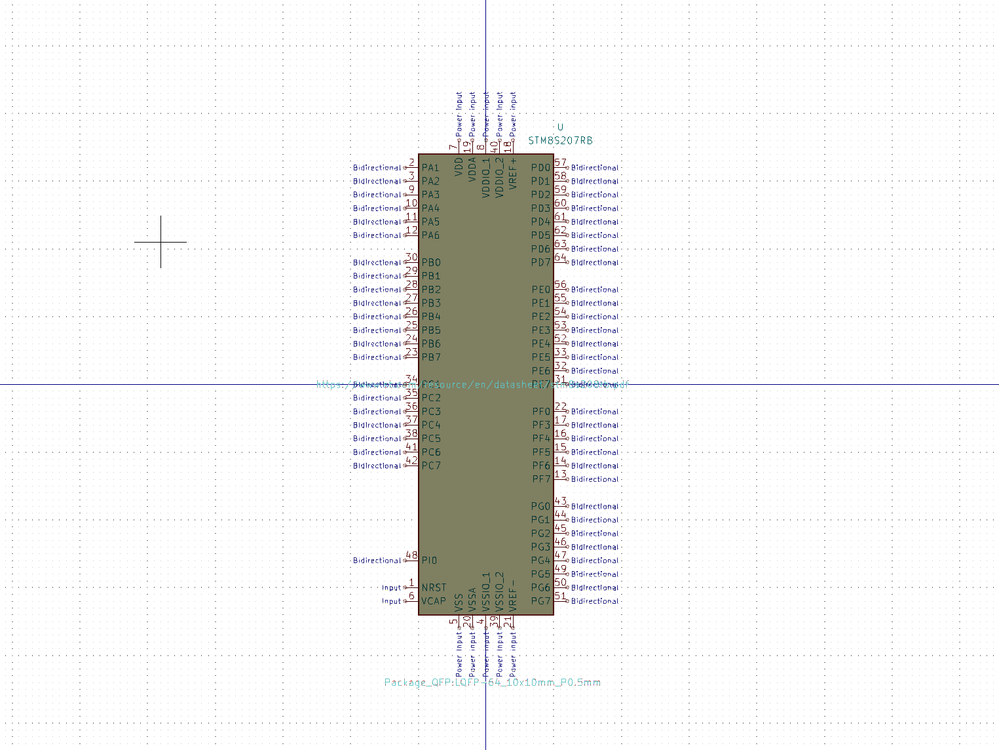 Power Input Power Input Power Input Power Input Power Input
7 19 8 40 18
VDD VDDA VDDIO_1 VDDIO_2 VREF+
U
STM8S207RB
Bidirectional 2 PA1 PD0 57 Bidirectional
Bidirectional 3 PA2 PD1 58 Bidirectional
Bidirectional 9 PA3 PD2 59 Bidirectional
Bidirectional 10 PA4 PD3 60 Bidirectional
Bidirectional 11 PA5 PD4 61 Bidirectional
Bidirectional 12 PA6 PD5 62 Bidirectional
PD6 63 Bidirectional
Bidirectional 30 PB0 PD7 64 Bidirectional
Bidirectional 29 PB1
Bidirectional 28 PB2 PE0 56 Bidirectional
Bidirectional 27 PB3 PE1 55 Bidirectional
Bidirectional 26 PB4 PE2 54 Bidirectional
Bidirectional 25 PB5 PE3 53 Bidirectional
Bidirectional 24 PB6 PE4 52 Bidirectional
Bidirectional 23 PB7 PE5 33 Bidirectional
PE6 32 Bidirectional
34 31
Bidirectional 35 PC2
Bidirectional 36 PC3 PF0 22 Bidirectional
Bidirectional 37 PC4 PF3 17 Bidirectional
Bidirectional 38 PC5 PF4 16 Bidirectional
Bidirectional 41 PC6 PF5 15 Bidirectional
Bidirectional 42 PC7 PF6 14 Bidirectional
PF7 13 Bidirectional
PG0 43 Bidirectional
PG1 44 Bidirectional
PG2 45 Bidirectional
PG3 46 Bidirectional
Bidirectional 48 PI0 PG4 47 Bidirectional
PG5 49 Bidirectional
Input 1 NRST PG6 50 Bidirectional
Input 6 VCAP PG7 51 Bidirectional
VSS VSSA VSSIO_1 VSSIO_2 VREF-
5 20 4 39 21
Power Input Power Input Power Input Power Input Power Input
Package_QFP:LQFP-64_10x10mm_P0.5mm